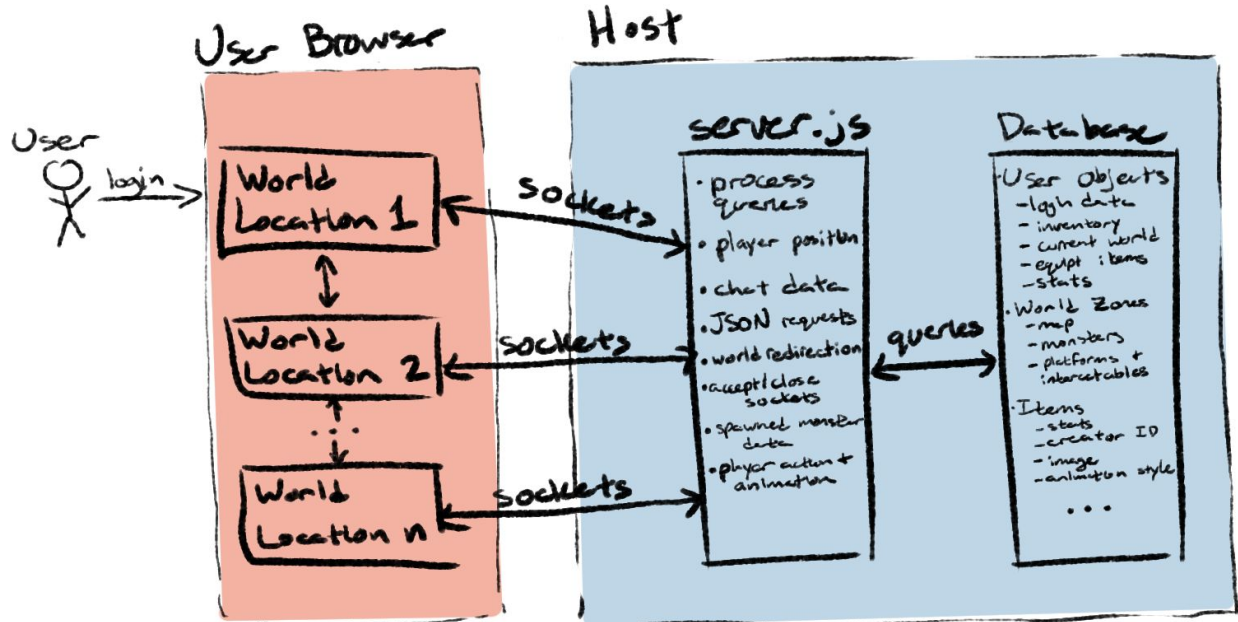 User Browser
Host
User
login
World
Location 1
World
Location 2
...
World
Location n
sockets
sockets
sockets
server.js
• process
queries
• player position
• chat data
• JSON requests
• world redirection
• accept/close
sockets
• spawned monster
data
• player action +
animation
queries
Database
• User Objects
- login data
- inventory
- current world
- equipt items
- stats
• World Zones
- map
- monsters
- platforms +
interactables
• Items
- stats
- creator ID
- image
- animation style
...